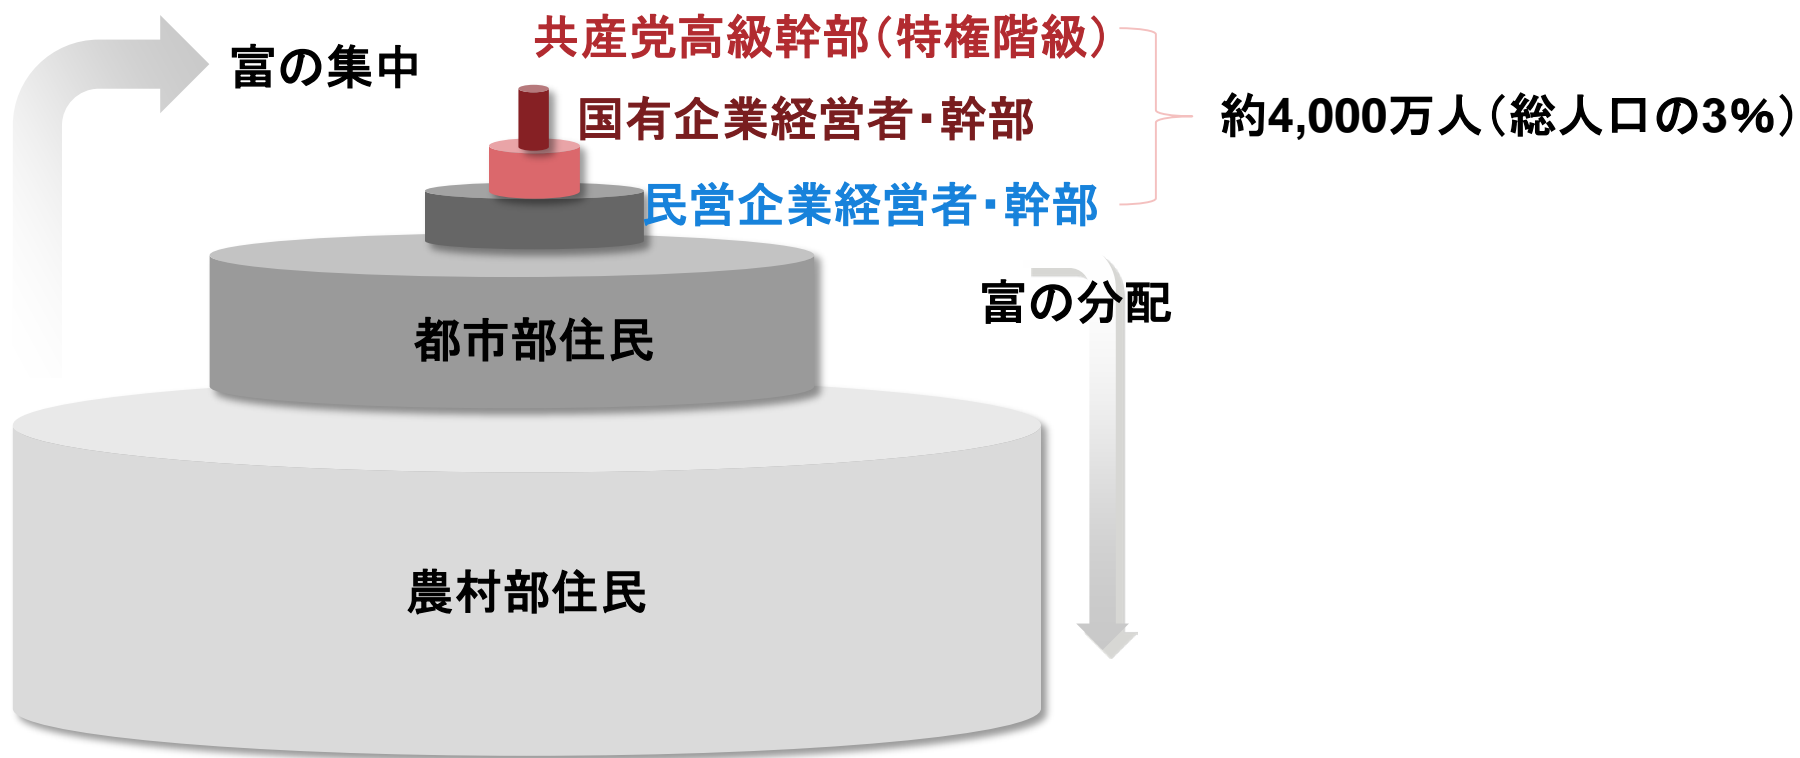 共産党高級幹部（特権階級）
富の集中
国有企業経営者・幹部
約4,000万人（総人口の3%）
民営企業経営者・幹部
富の分配
都市部住民
農村部住民